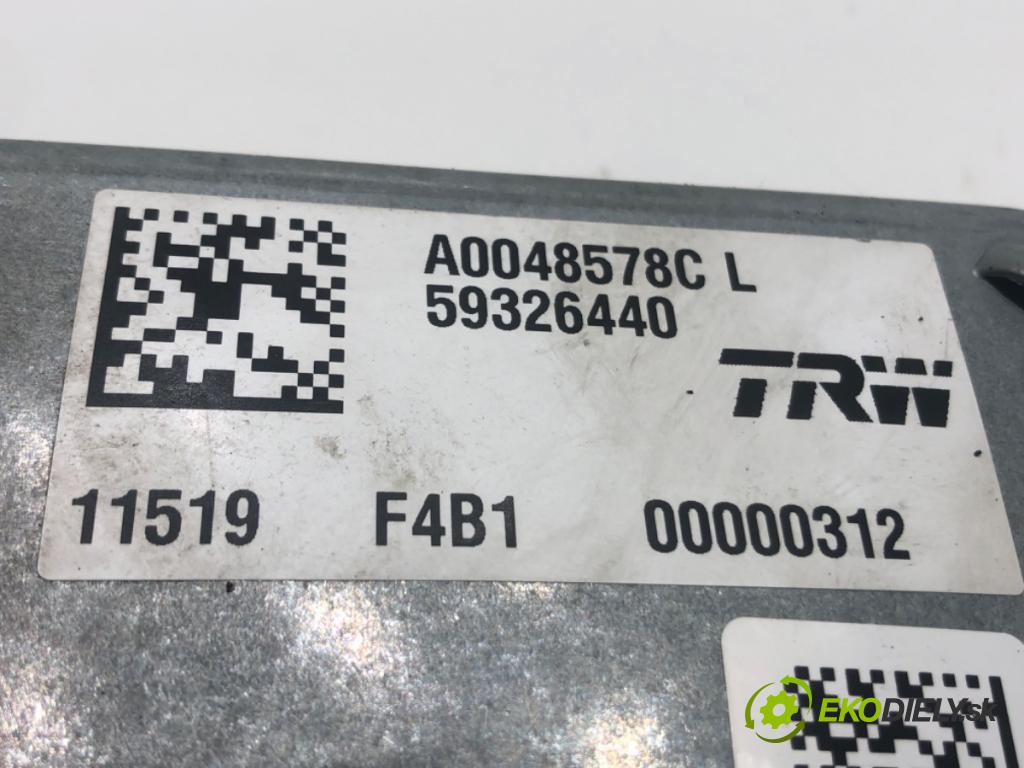 A0048578C L
59326440
TRW
11519 F4B1 00000312
EKODIELY.sk